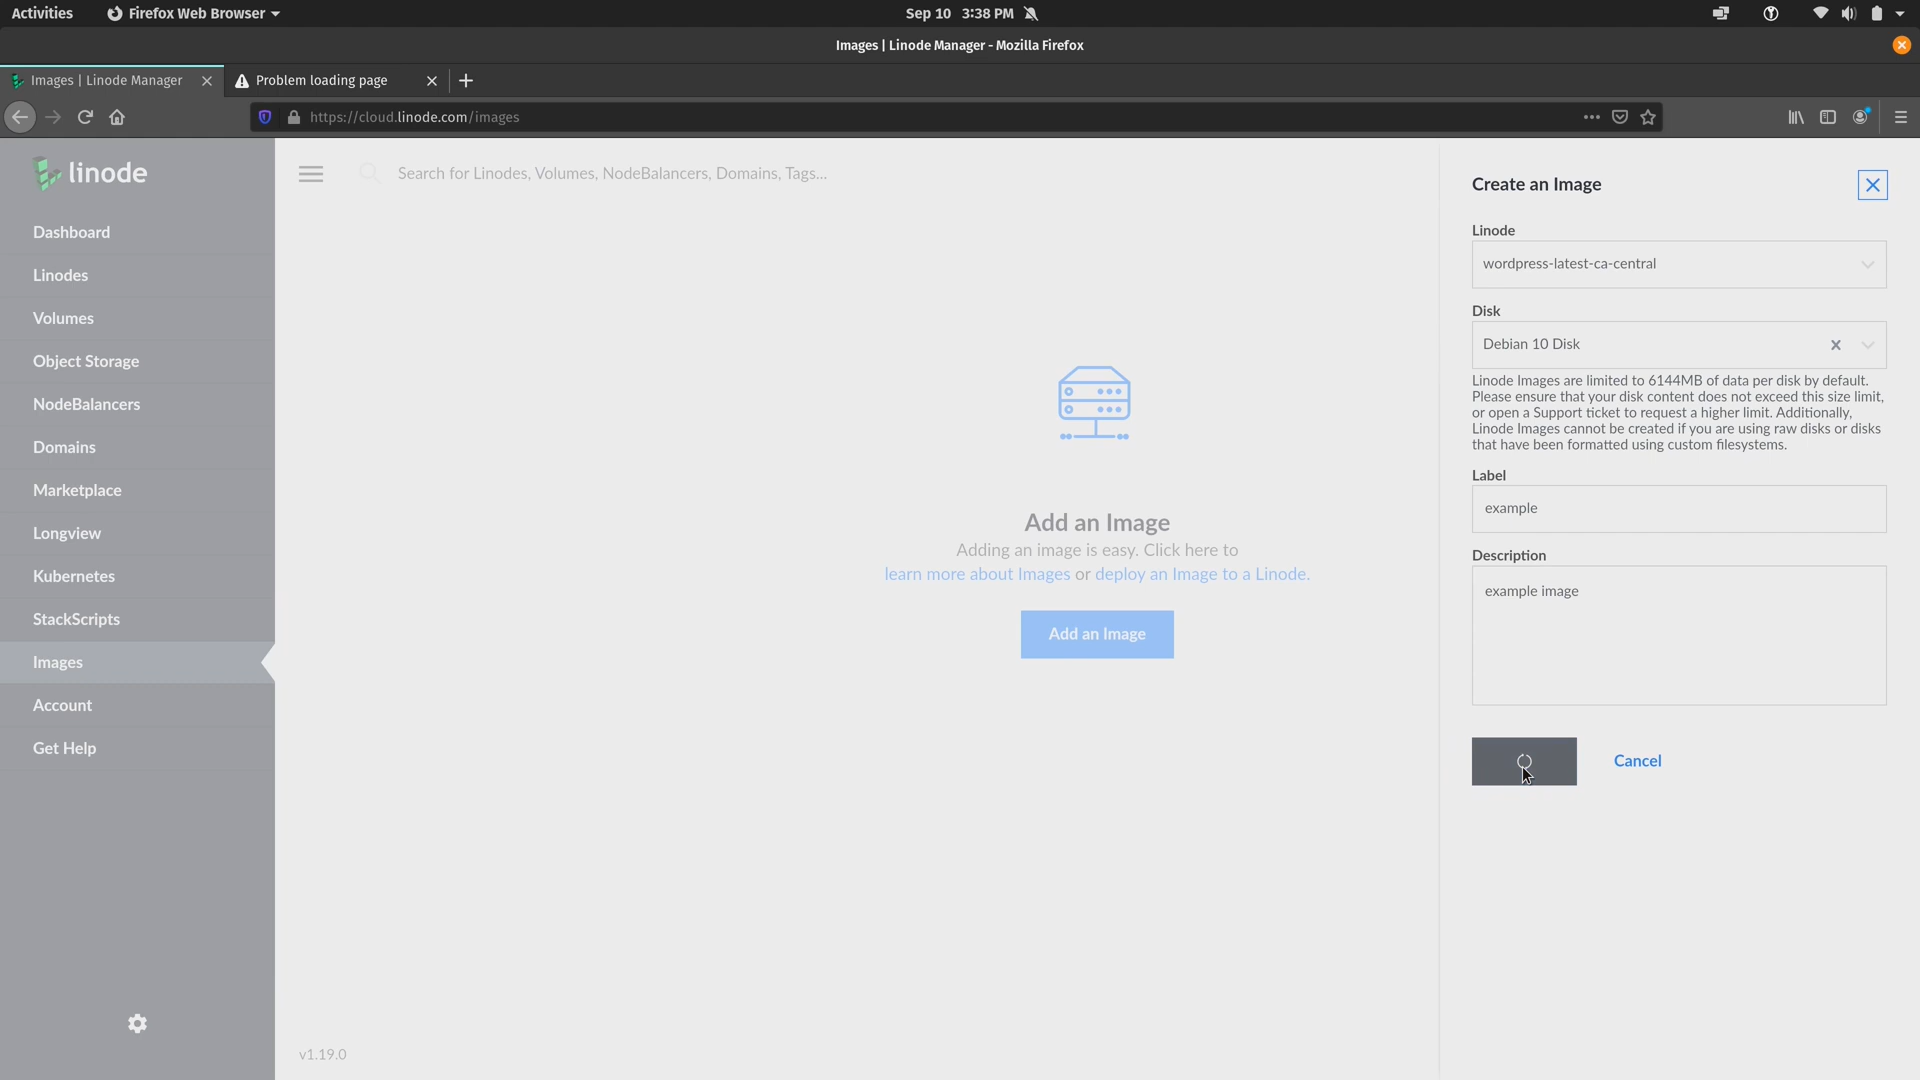 Activities
Firefox Web Browser
Sep 10 3:38 PM
Images | Linode Manager - Mozilla Firefox
Images | Linode Manager
Problem loading page
https://cloud.linode.com/images
linode
Dashboard
Linodes
Volumes
Object Storage
NodeBalancers
Domains
Marketplace
Longview
Kubernetes
StackScripts
Images
Account
Get Help
Search for Linodes, Volumes, NodeBalancers, Domains, Tags...
Add an Image
Adding an image is easy. Click here to
learn more about Images or deploy an Image to a Linode.
Add an Image
v1.19.0
Create an Image
Linode
wordpress-latest-ca-central
Disk
Debian 10 Disk
Linode Images are limited to 6144MB of data per disk by default.
Please ensure that your disk content does not exceed this size limit,
or open a Support ticket to request a higher limit. Additionally,
Linode Images cannot be created if you are using raw disks or disks
that have been formatted using custom filesystems.
Label
example
Description
example image
Cancel